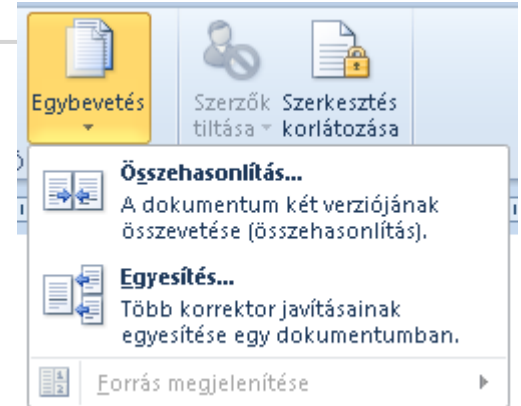 Egybevetés
Szerzők tiltása
Szerkesztés korlátozása
Összehasonlítás...
A dokumentum két verziójának
összevetése (összehasonlítás).
Egyesítés...
Több korrektor javításainak
egyesítése egy dokumentumban.
Forrás megjelenítése